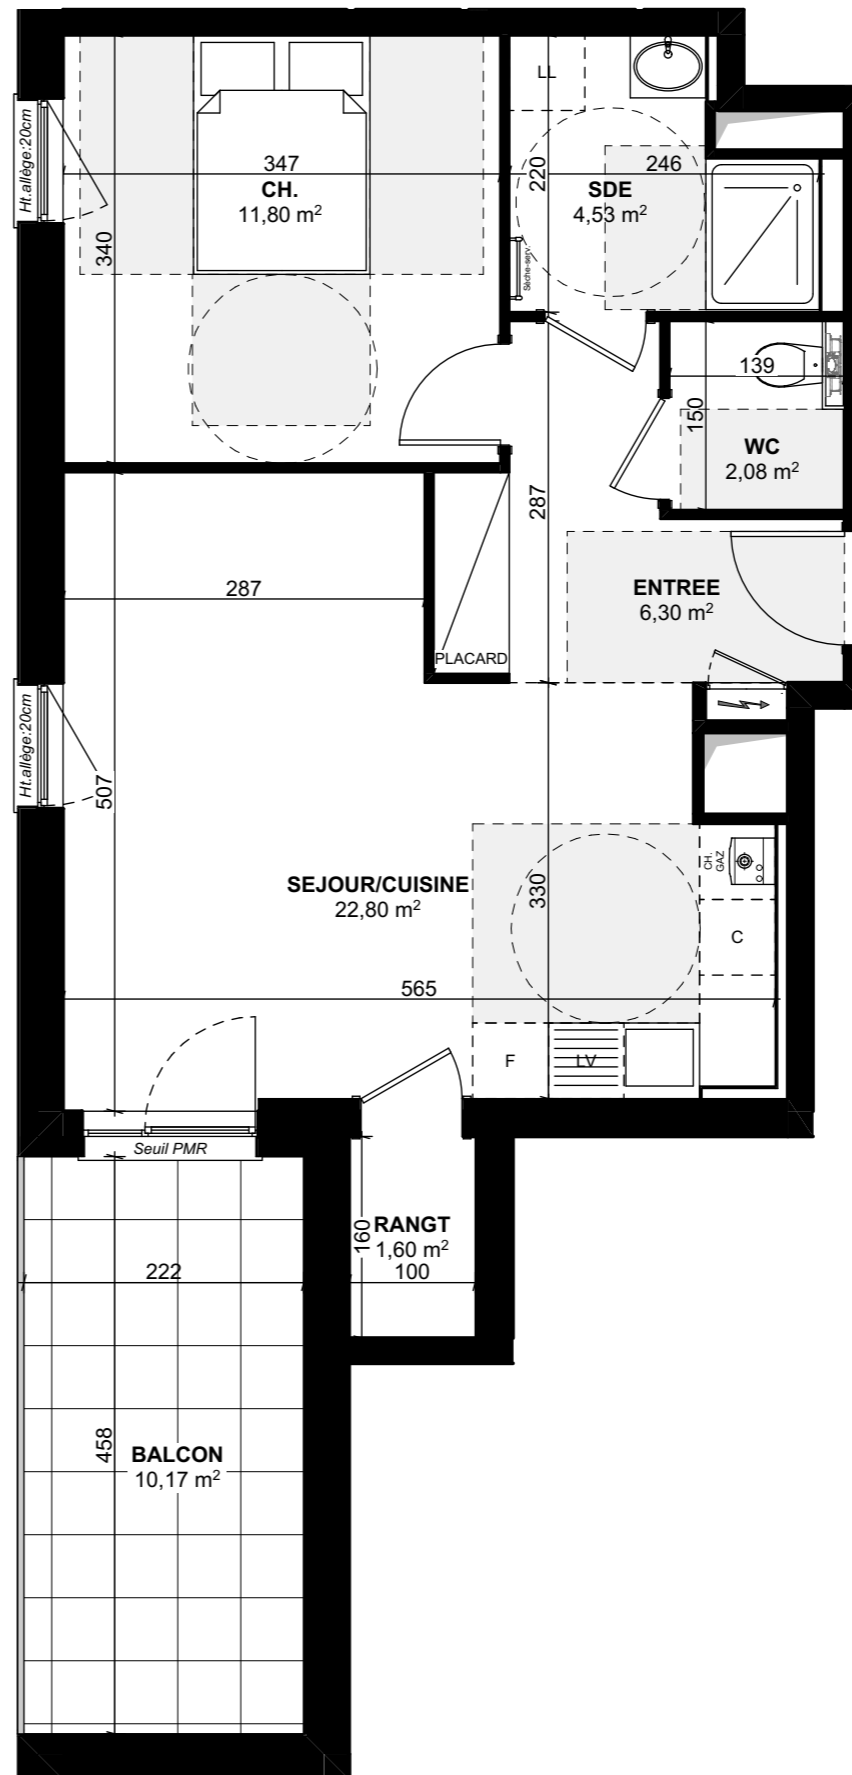 Ht.allège:20cm
347
CH.
11,80 m²
340
LL
220
246
SDE
4,53 m²
Sèche-serv.
139
150
WC
2,08 m²
287
287
ENTREE
6,30 m²
PLACARD
Ht.allège:20cm
507
CH.
GAZ
SEJOUR/CUISINE
22,80 m²
330
C
565
F
LV
Seuil PMR
RANGT
1,60 m²
160
100
222
458
BALCON
10,17 m²